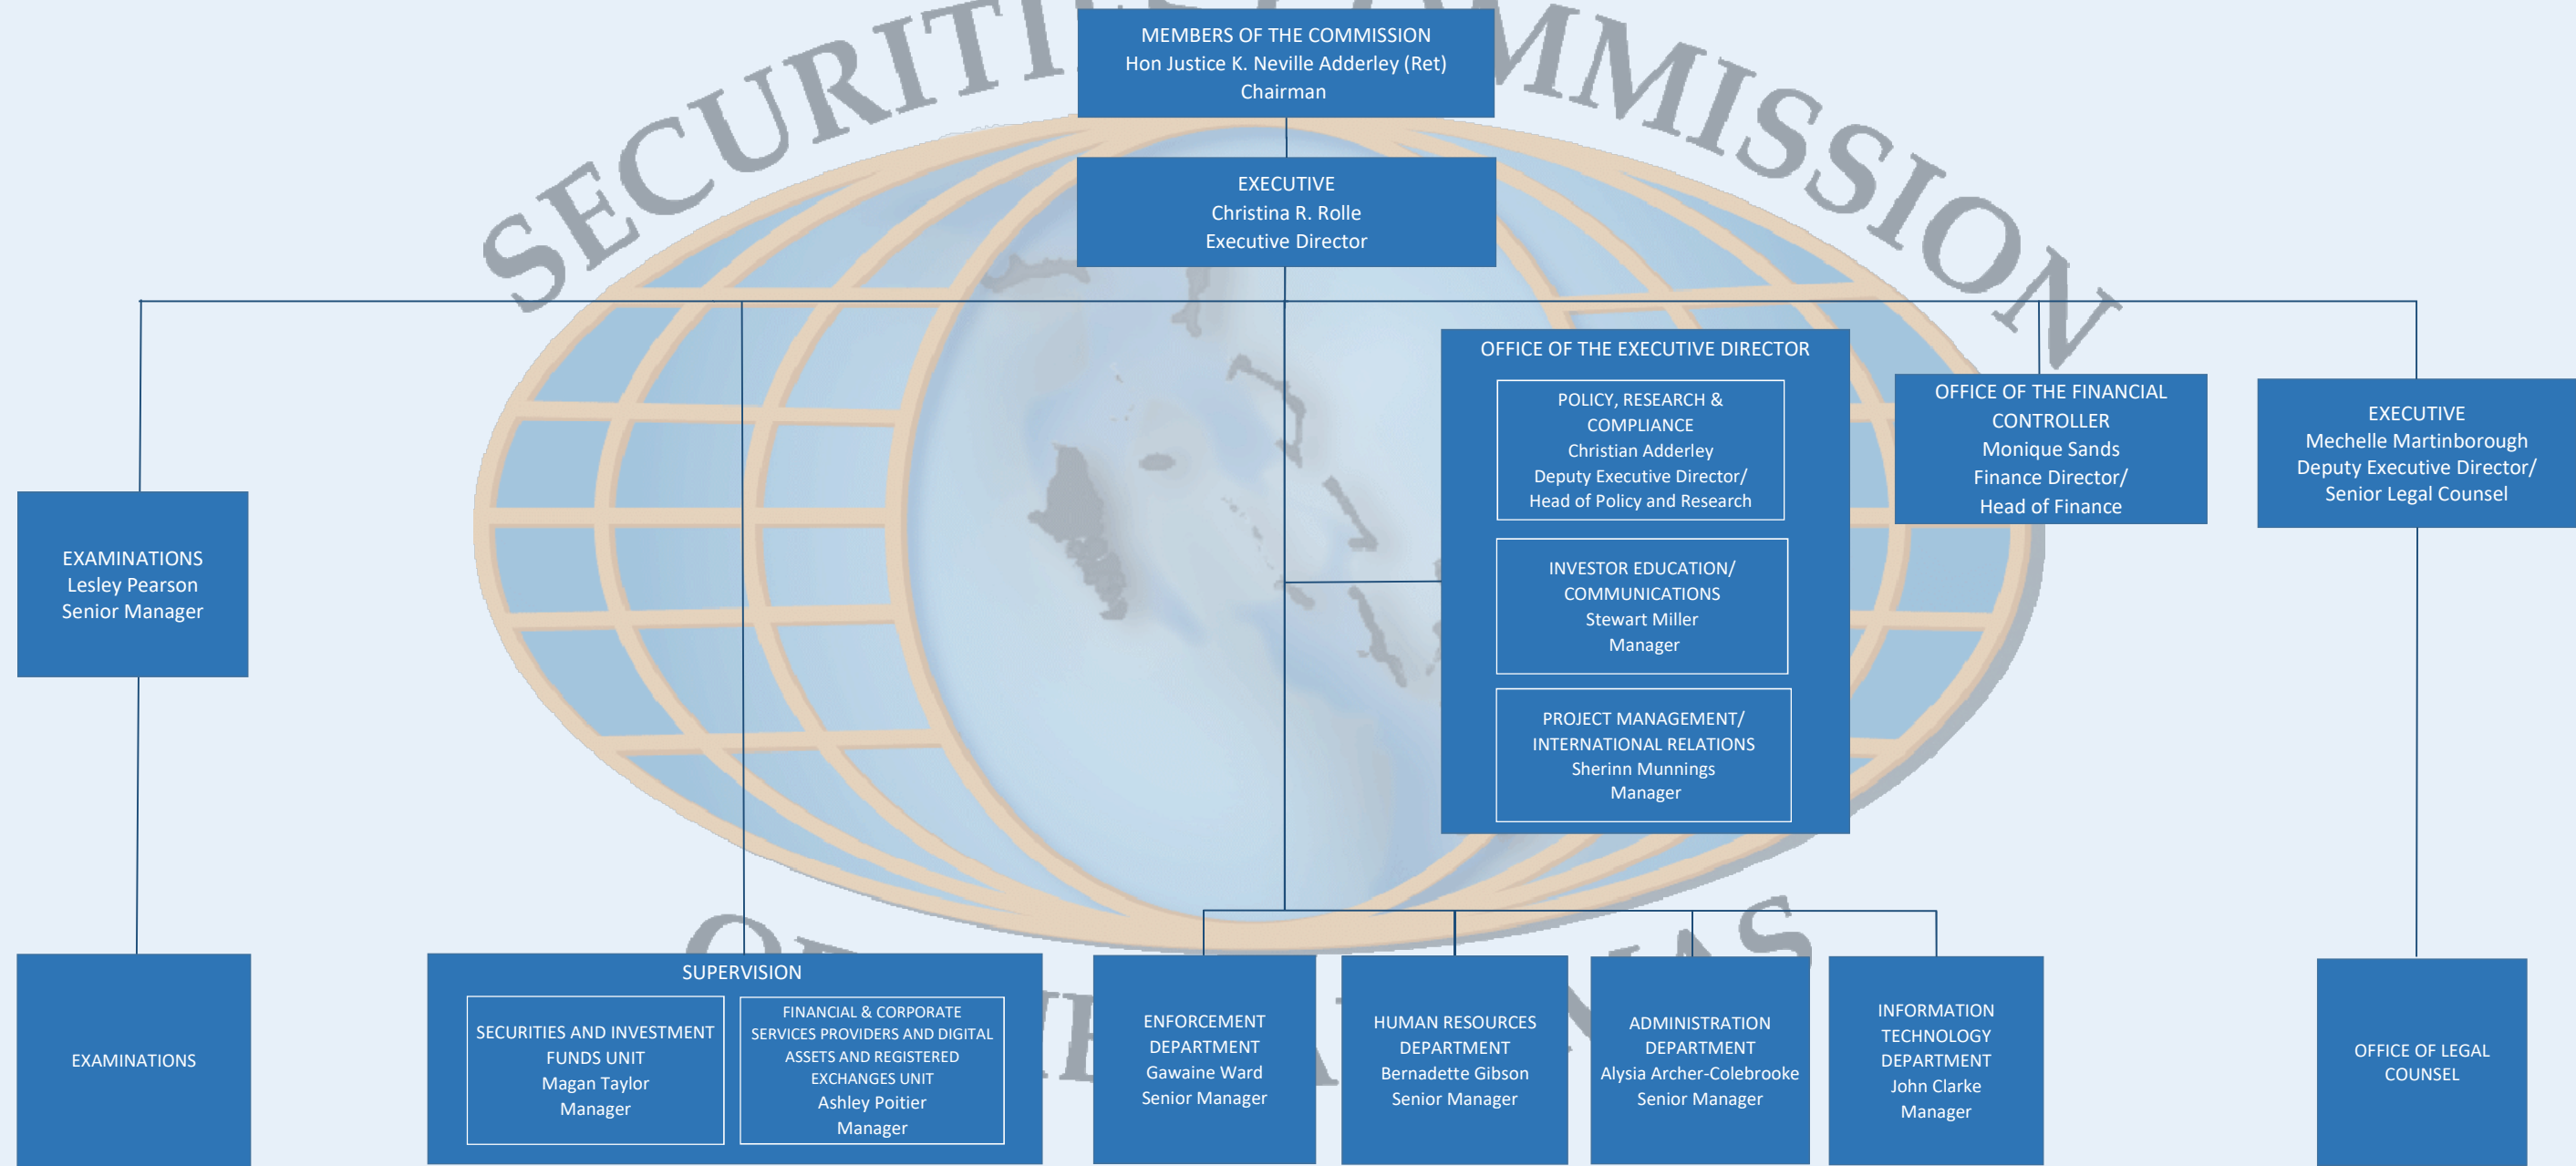 SECURITIES COMMISSION
MEMBERS OF THE COMMISSION
Hon Justice K. Neville Adderley (Ret)
Chairman
EXECUTIVE
Christina R. Rolle
Executive Director
OFFICE OF THE EXECUTIVE DIRECTOR
POLICY, RESEARCH &
COMPLIANCE
Christian Adderley
Deputy Executive Director/
Head of Policy and Research
INVESTOR EDUCATION/
COMMUNICATIONS
Stewart Miller
Manager
PROJECT MANAGEMENT/
INTERNATIONAL RELATIONS
Sherinn Munnings
Manager
OFFICE OF THE FINANCIAL
CONTROLLER
Monique Sands
Finance Director/
Head of Finance
EXECUTIVE
Mechelle Martinborough
Deputy Executive Director/
Senior Legal Counsel
EXAMINATIONS
Lesley Pearson
Senior Manager
EXAMINATIONS
SUPERVISION
SECURITIES AND INVESTMENT
FUNDS UNIT
Magan Taylor
Manager
FINANCIAL & CORPORATE
SERVICES PROVIDERS AND DIGITAL
ASSETS AND REGISTERED
EXCHANGES UNIT
Ashley Poitier
Manager
ENFORCEMENT
DEPARTMENT
Gawaine Ward
Senior Manager
HUMAN RESOURCES
DEPARTMENT
Bernadette Gibson
Senior Manager
ADMINISTRATION
DEPARTMENT
Alysia Archer-Colebrooke
Senior Manager
INFORMATION
TECHNOLOGY
DEPARTMENT
John Clarke
Manager
OFFICE OF LEGAL
COUNSEL